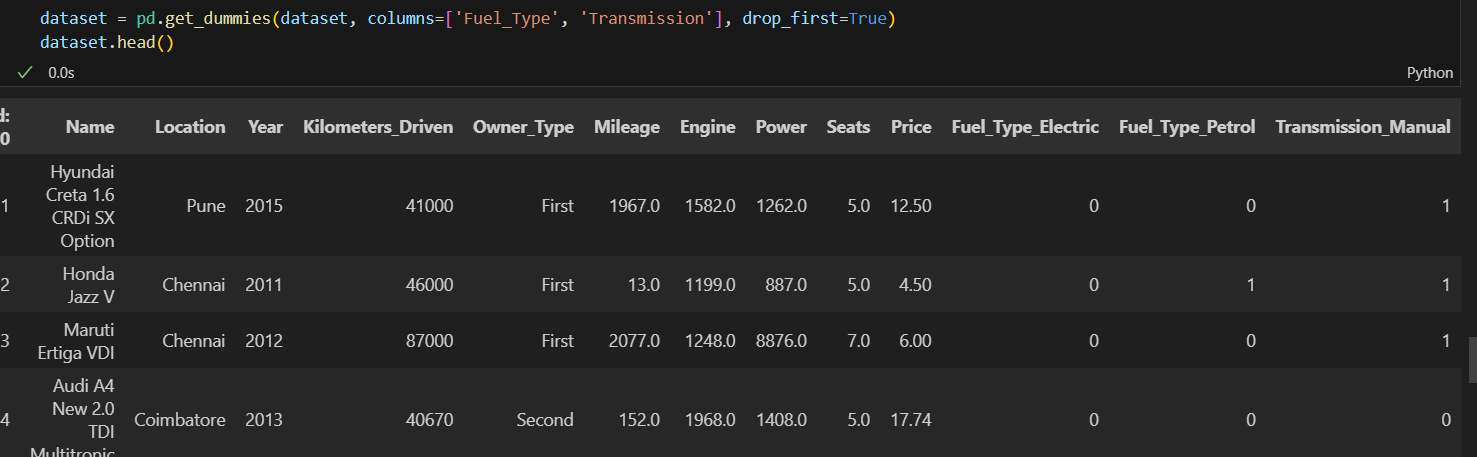 dataset = pd.get_dummies(dataset, columns=['Fuel_Type', 'Transmission'], drop_first=True)
dataset.head()
0.0s Python
d: 0 Name Location Year Kilometers_Driven Owner_Type Mileage Engine Power Seats Price Fuel_Type_Electric Fuel_Type_Petrol Transmission_Manual
1 Hyundai Creta 1.6 CRDi SX Option Pune 2015 41000 First 1967.0 1582.0 1262.0 5.0 12.50 0 0 1
2 Honda Jazz V Chennai 2011 46000 First 13.0 1199.0 887.0 5.0 4.50 0 1 1
3 Maruti Ertiga VDI Chennai 2012 87000 First 2077.0 1248.0 8876.0 7.0 6.00 0 0 1
4 Audi A4 New 2.0 TDI Multitronic Coimbatore 2013 40670 Second 152.0 1968.0 1408.0 5.0 17.74 0 0 0